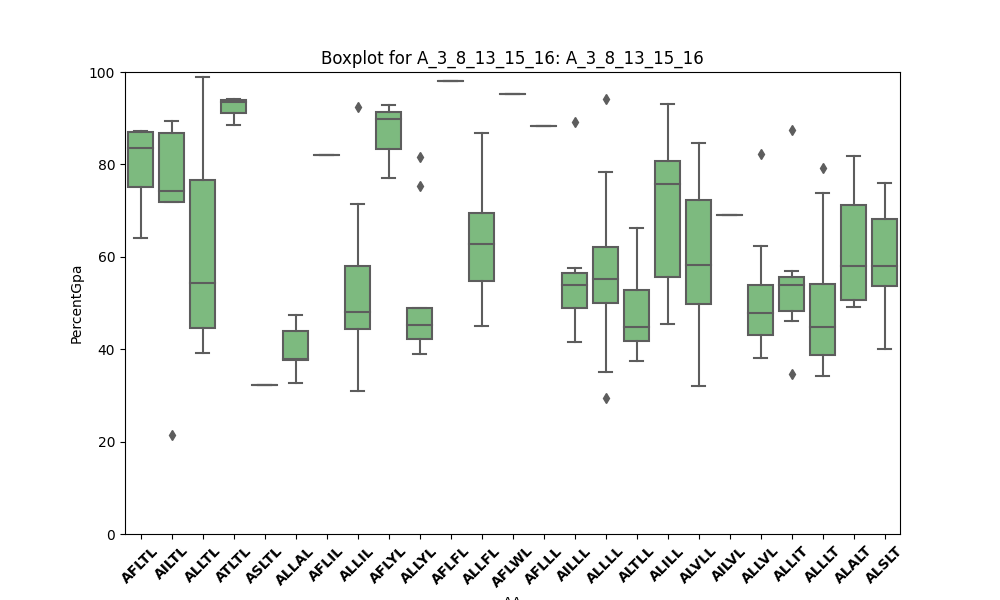 Boxplot for A_3_8_13_15_16: A_3_8_13_15_16
100
80
60
40
20
0
PercentGpa
AFLTL AILTL ALLTL ATLTL ASLTL ALLAL AFLIL ALLIL AFLYL ALLYL AFLFL ALLFL AFLWL AFLLL AILLL ALLLL ALTLL ALILL ALVLL AILVL ALLVL ALLIT ALLLT ALALT ALSLT